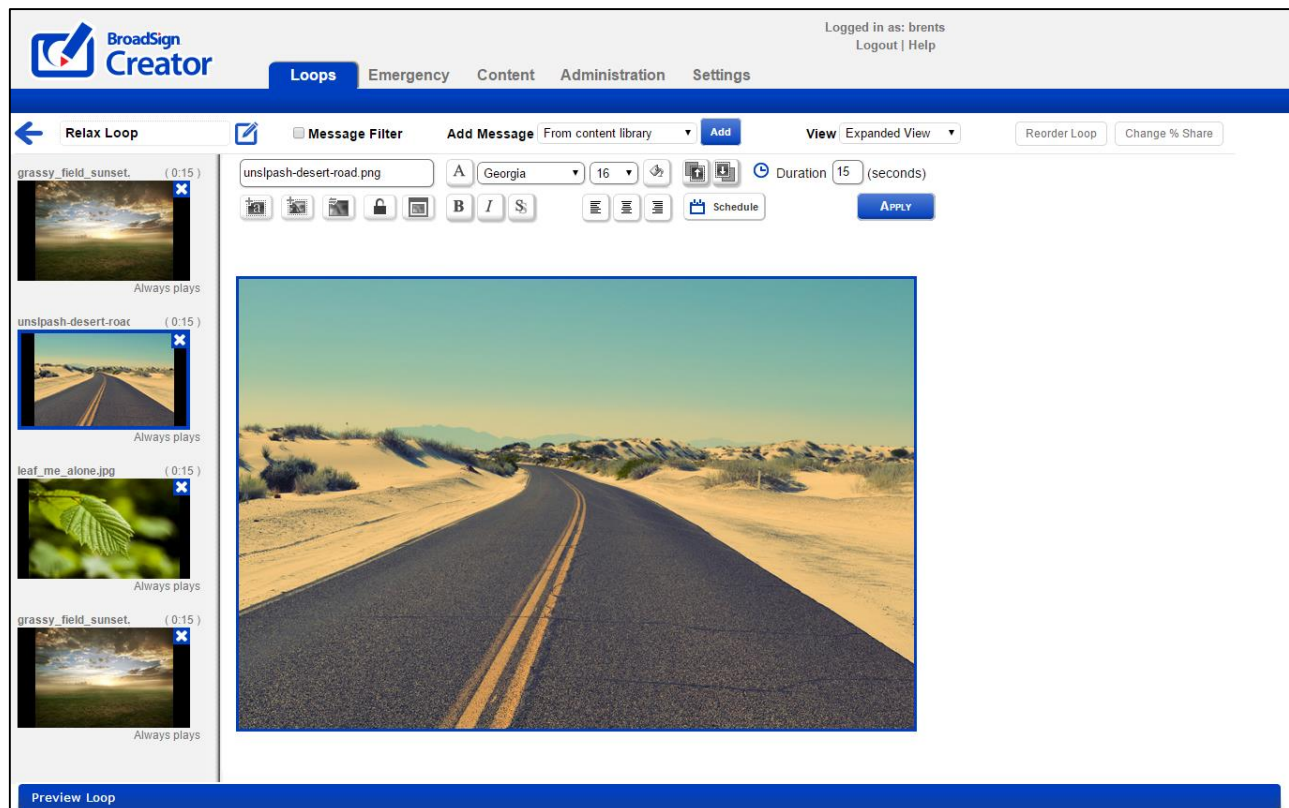 BroadSign
Creator
Logged in as: brents
Logout | Help
Loops Emergency Content Administration Settings
Relax Loop Message Filter Add Message From content library Add View Expanded View Reorder Loop Change % Share
grassy_field_sunset. ( 0:15 )
Always plays
unslpash-desert-roac ( 0:15 )
Always plays
leaf_me_alone.jpg ( 0:15 )
Always plays
grassy_field_sunset. ( 0:15 )
Always plays
unslpash-desert-road.png A Georgia 16 Duration 15 (seconds)
a B I S Schedule APPLY
Preview Loop